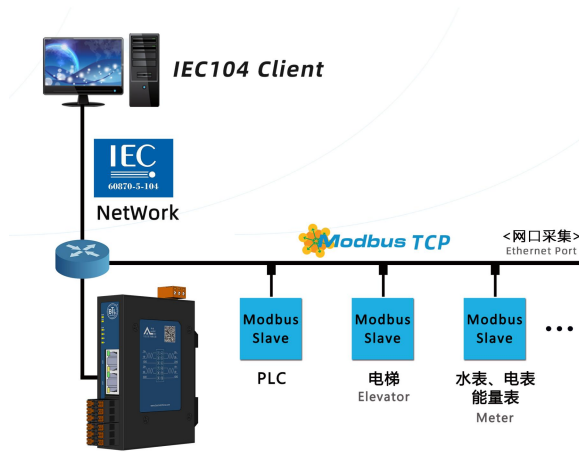 IEC104 Client
IEC
60870-5-104
NetWork
Modbus TCP
<网口采集>
Ethernet Port
Modbus
Slave
PLC
Modbus
Slave
电梯
Elevator
Modbus
Slave
水表、电表
能量表
Meter